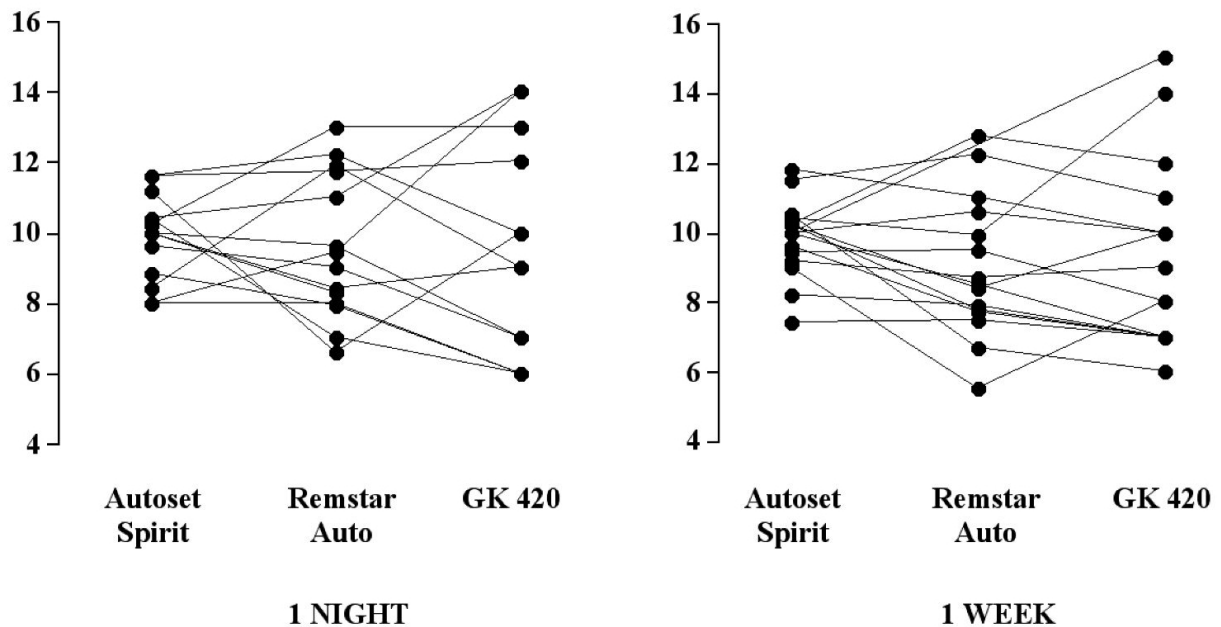 16
14
12
10
8
6
4
Autoset
Spirit
Remstar
Auto
GK 420
1 NIGHT
16
14
12
10
8
6
4
Autoset
Spirit
Remstar
Auto
GK 420
1 WEEK